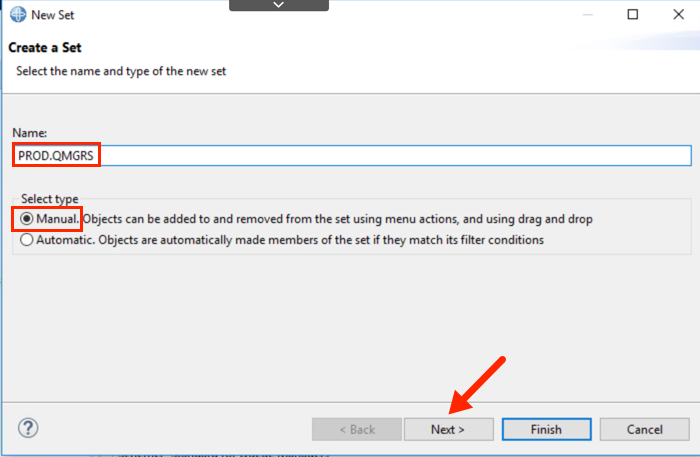 New Set
Create a Set
Select the name and type of the new set
Name:
PROD.QMGRS
Select type
Manual. Objects can be added to and removed from the set using menu actions, and using drag and drop
Automatic. Objects are automatically made members of the set if they match its filter conditions
?
< Back
Next >
Finish
Cancel